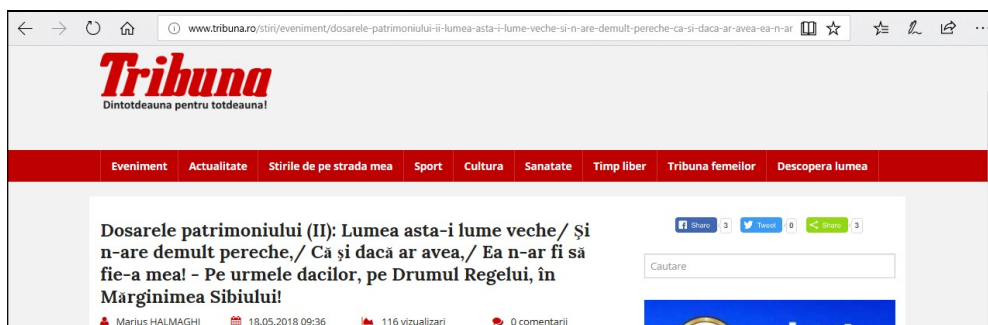 www.tribuna.ro/stiri/eveniment/dosarele-patrimoniului-ii-lumea-asta-i-lume-veche-si-n-are-demult-pereche-ca-si-daca-ar-avea-ea-n-ar
Tribuna
Dintotdeauna pentru totdeauna!
Eveniment Actualitate Stirile de pe strada mea Sport Cultura Sanatate Timp liber Tribuna femeilor Descopera lumea
Dosarele patrimoniului (II): Lumea asta-i lume veche/ Și
n-are demult pereche,/ Că și dacă ar avea,/ Ea n-ar fi să
fie-a mea! - Pe urmele dacilor, pe Drumul Regelui, în
Mărginimea Sibiului!
Marius HALMAGHI 18.05.2018 09:36 116 vizualizari 0 comentarii
Share 3 Tweet 0 Share 3
Cautare